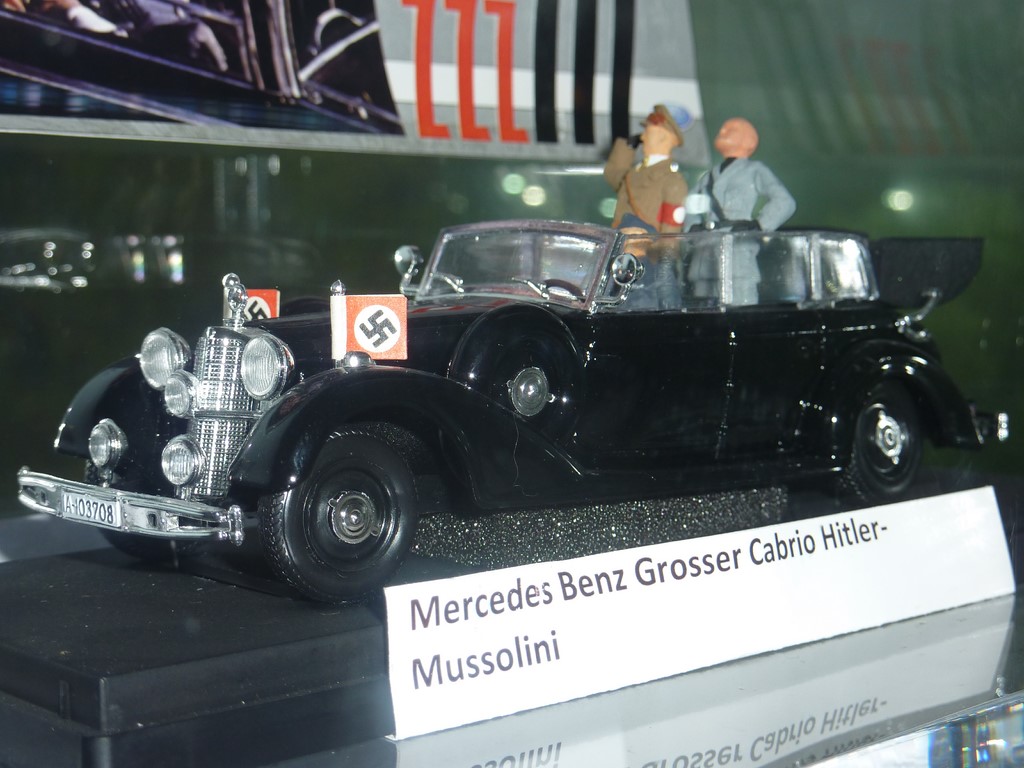 A-103708
Mercedes Benz Grosser Cabrio Hitler-
Mussolini